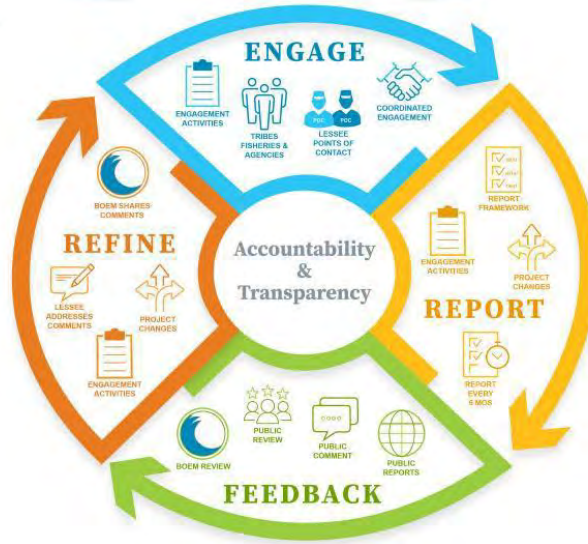 ENGAGE
ENGAGEMENT
ACTIVITIES
TRIBES
FISHERIES &
AGENCIES
POC
POC
LESSEE
POINTS OF
CONTACT
COORDINATED
ENGAGEMENT
REPORT
FRAMEWORK
ENGAGEMENT
ACTIVITIES
PROJECT
CHANGES
REPORT
REPORT
EVERY
6 MOS
BOEM REVIEW
PUBLIC
REVIEW
PUBLIC
COMMENT
PUBLIC
REPORTS
FEEDBACK
BOEM SHARES
COMMENTS
REFINE
LESSEE
ADDRESSES
COMMENTS
PROJECT
CHANGES
ENGAGEMENT
ACTIVITIES
Accountability
&
Transparency